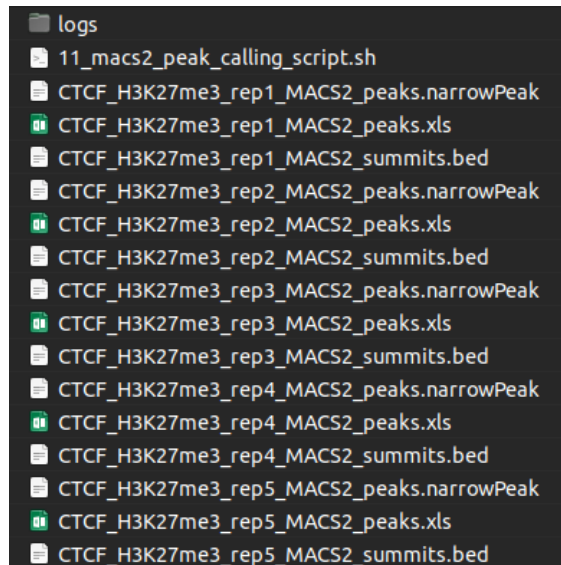 logs
11_macs2_peak_calling_script.sh
CTCF_H3K27me3_rep1_MACS2_peaks.narrowPeak
CTCF_H3K27me3_rep1_MACS2_peaks.xls
CTCF_H3K27me3_rep1_MACS2_summits.bed
CTCF_H3K27me3_rep2_MACS2_peaks.narrowPeak
CTCF_H3K27me3_rep2_MACS2_peaks.xls
CTCF_H3K27me3_rep2_MACS2_summits.bed
CTCF_H3K27me3_rep3_MACS2_peaks.narrowPeak
CTCF_H3K27me3_rep3_MACS2_peaks.xls
CTCF_H3K27me3_rep3_MACS2_summits.bed
CTCF_H3K27me3_rep4_MACS2_peaks.narrowPeak
CTCF_H3K27me3_rep4_MACS2_peaks.xls
CTCF_H3K27me3_rep4_MACS2_summits.bed
CTCF_H3K27me3_rep5_MACS2_peaks.narrowPeak
CTCF_H3K27me3_rep5_MACS2_peaks.xls
CTCF_H3K27me3_rep5_MACS2_summits.bed